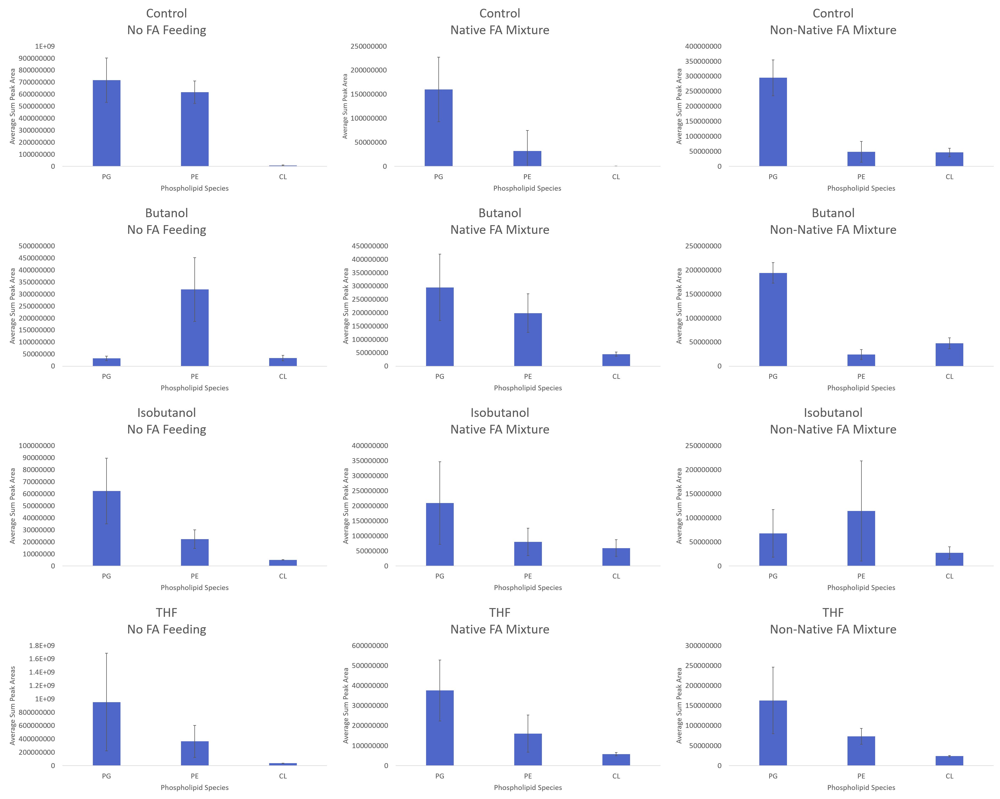 Control
No FA Feeding
Average Sum Peak Area
1E+09
900000000
800000000
700000000
600000000
500000000
400000000
300000000
200000000
100000000
0
PG PE CL
Phospholipid Species
Control
Native FA Mixture
Average Sum Peak Area
250000000
200000000
150000000
100000000
50000000
0
PG PE CL
Phospholipid Species
Control
Non-Native FA Mixture
Average Sum Peak Area
400000000
350000000
300000000
250000000
200000000
150000000
100000000
50000000
0
PG PE CL
Phospholipid Species
Butanol
No FA Feeding
Average Sum Peak Area
500000000
450000000
400000000
350000000
300000000
250000000
200000000
150000000
100000000
50000000
0
PG PE CL
Phospholipid Species
Butanol
Native FA Mixture
Average Sum Peak Area
450000000
400000000
350000000
300000000
250000000
200000000
150000000
100000000
50000000
0
PG PE CL
Phospholipid Species
Butanol
Non-Native FA Mixture
Average Sum Peak Area
250000000
200000000
150000000
100000000
50000000
0
PG PE CL
Phospholipid Species
Isobutanol
No FA Feeding
Average Sum Peak Area
100000000
90000000
80000000
70000000
60000000
50000000
40000000
30000000
20000000
10000000
0
PG PE CL
Phospholipid Species
Isobutanol
Native FA Mixture
Average Sum Peak Area
400000000
350000000
300000000
250000000
200000000
150000000
100000000
50000000
0
PG PE CL
Phospholipid Species
Isobutanol
Non-Native FA Mixture
Average Sum Peak Area
250000000
200000000
150000000
100000000
50000000
0
PG PE CL
Phospholipid Species
THF
No FA Feeding
Average Sum Peak Areas
1.8E+09
1.6E+09
1.4E+09
1.2E+09
1E+09
800000000
600000000
400000000
200000000
0
PG PE CL
Phospholipid Species
THF
Native FA Mixture
Average Sum Peak Area
600000000
500000000
400000000
300000000
200000000
100000000
0
PG PE CL
Phospholipid Species
THF
Non-Native FA Mixture
Average Sum Peak Area
300000000
250000000
200000000
150000000
100000000
50000000
0
PG PE CL
Phospholipid Species